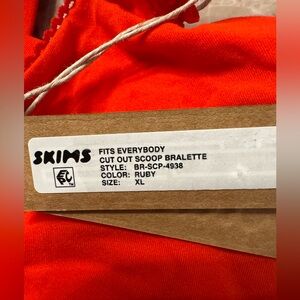 SKIMS
FITS EVERYBODY
CUT OUT SCOOP BRALETTE
STYLE: BR-SCP-4938
COLOR: RUBY
SIZE: XL